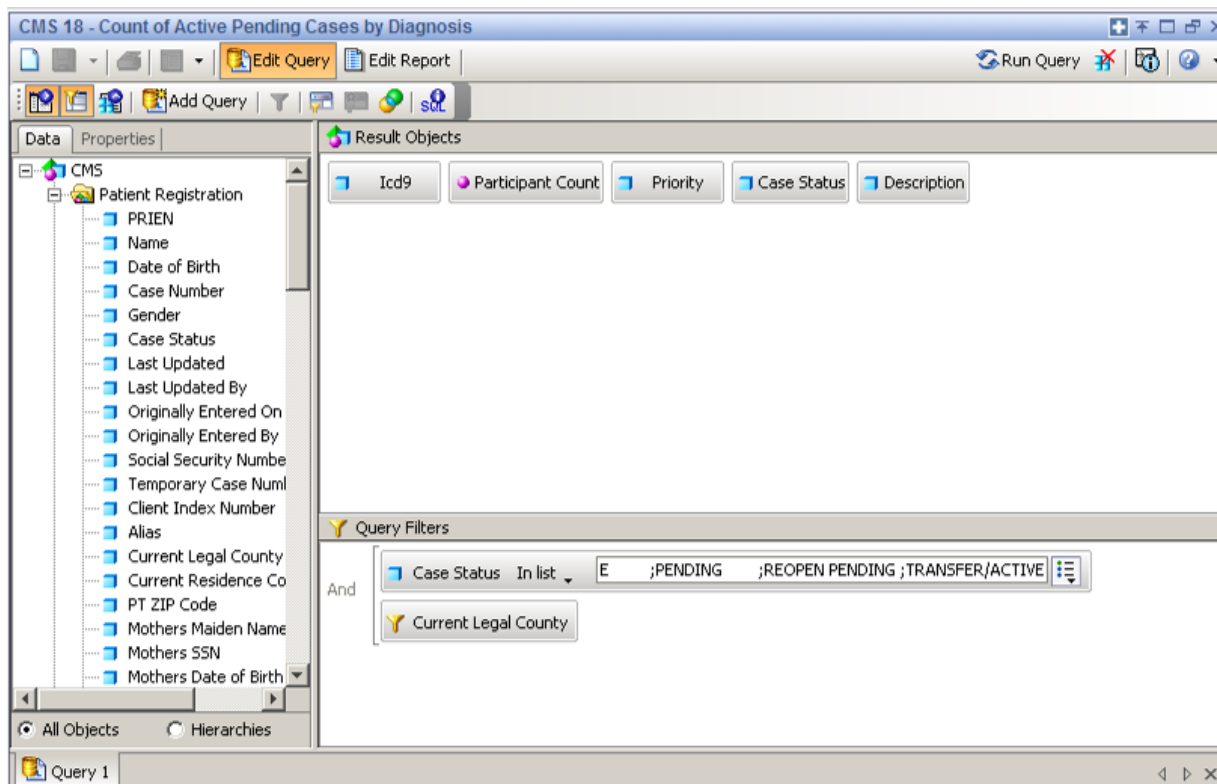 CMS 18 - Count of Active Pending Cases by Diagnosis
Edit Query Edit Report Run Query
Add Query SQL
Data Properties
CMS
Patient Registration
PRIEN
Name
Date of Birth
Case Number
Gender
Case Status
Last Updated
Last Updated By
Originally Entered On
Originally Entered By
Social Security Numbe
Temporary Case Numl
Client Index Number
Alias
Current Legal County
Current Residence Co
PT ZIP Code
Mothers Maiden Name
Mothers SSN
Mothers Date of Birth
All Objects Hierarchies
Result Objects
Icd9 Participant Count Priority Case Status Description
Query Filters
And
Case Status In list E ;PENDING ;REOPEN PENDING ;TRANSFER/ACTIVE
Current Legal County
Query 1